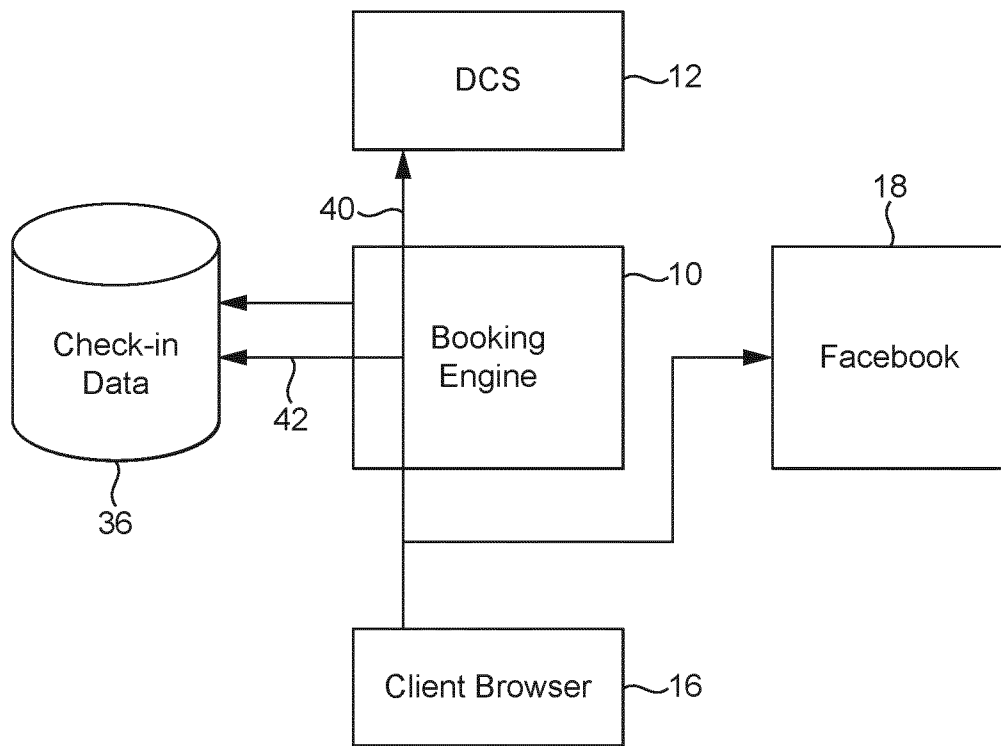 DCS
12
40
18
10
Check-in
Data
Booking
Engine
Facebook
42
36
Client Browser
16